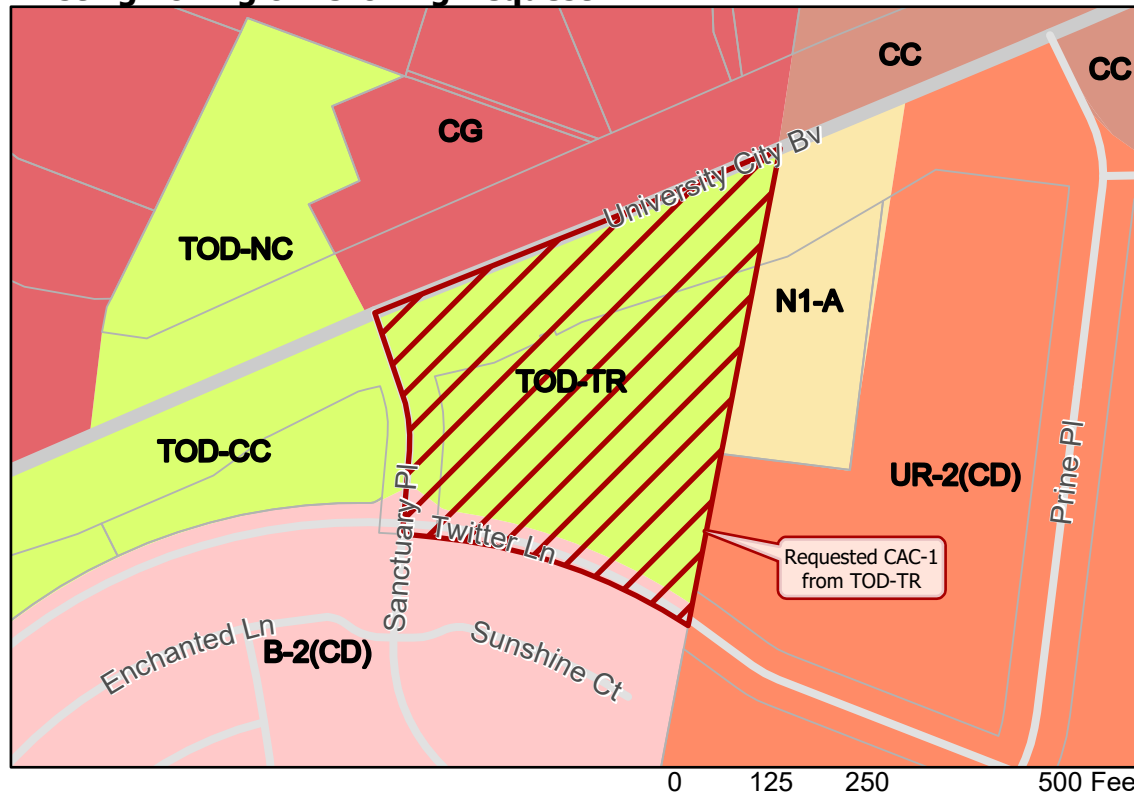 CC
CC
CG
University City Bv
TOD-NC
N1-A
TOD-TR
TOD-CC
UR-2(CD)
Prine Pl
Sanctuary Pl
Twitter Ln
Requested CAC-1
from TOD-TR
Enchanted Ln
B-2(CD)
Sunshine Ct
0 125 250 500 Fee